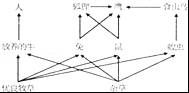 人 狐狸 鹰 食虫鸟
放养的牛 兔 鼠 蝗虫
优良牧草 杂草